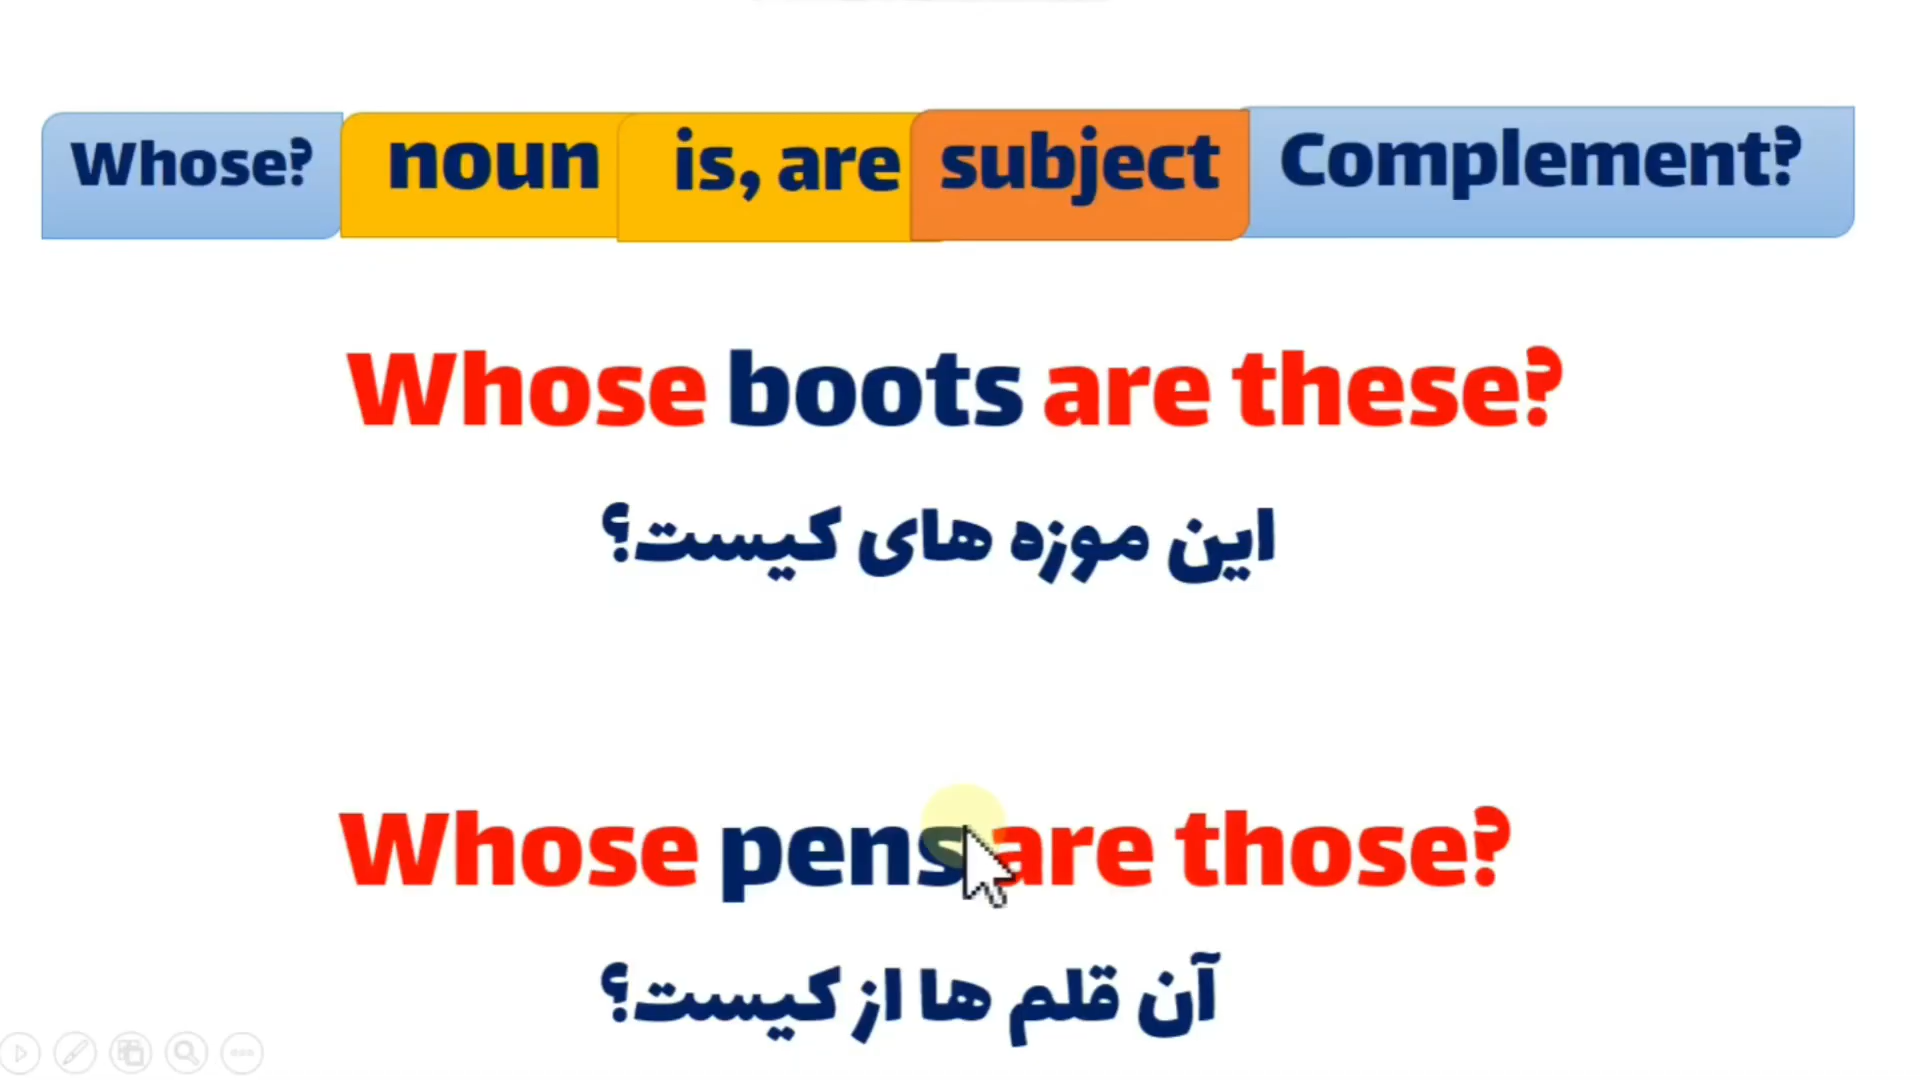 Whose? noun is, are subject Complement?
Whose boots are these?
این موزه های کیست؟
Whose pens are those?
آن قلم ها از کیست؟